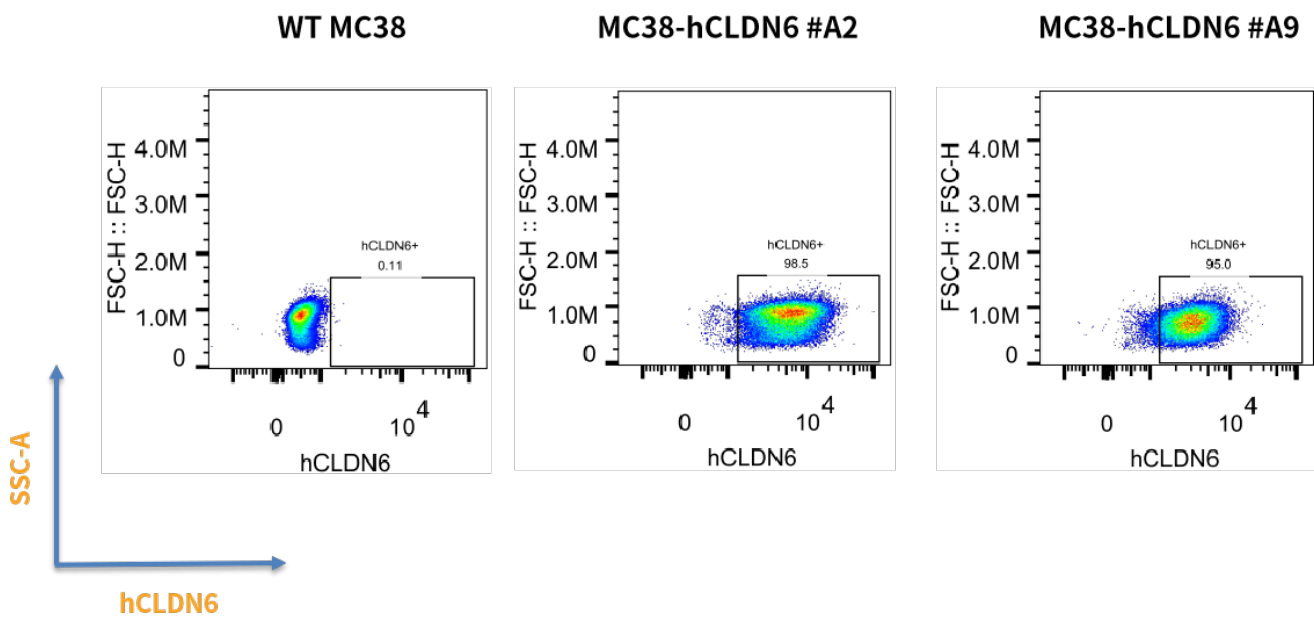 WT MC38
MC38-hCLDN6 #A2
MC38-hCLDN6 #A9
FSC-H :: FSC-H
4.0M
3.0M
2.0M
1.0M
0
hCLDN6+
0.11
0
10^4
hCLDN6
FSC-H :: FSC-H
4.0M
3.0M
2.0M
1.0M
0
hCLDN6+
98.5
0
10^4
hCLDN6
FSC-H :: FSC-H
4.0M
3.0M
2.0M
1.0M
0
hCLDN6+
95.0
0
10^4
hCLDN6
SSC-A
hCLDN6